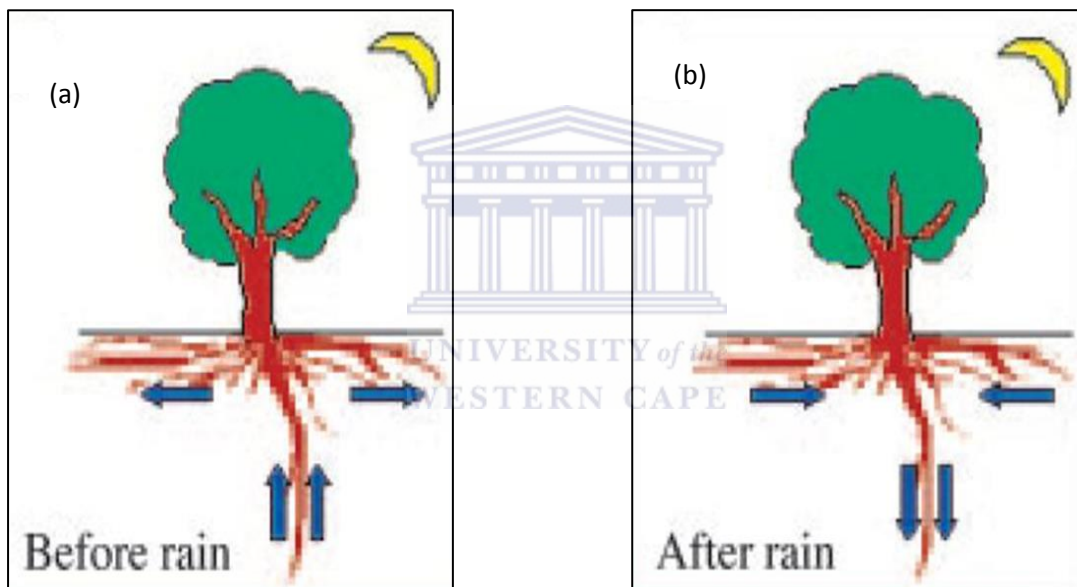 (a)
(b)
UNIVERSITY of the
WESTERN CAPE
Before rain
After rain